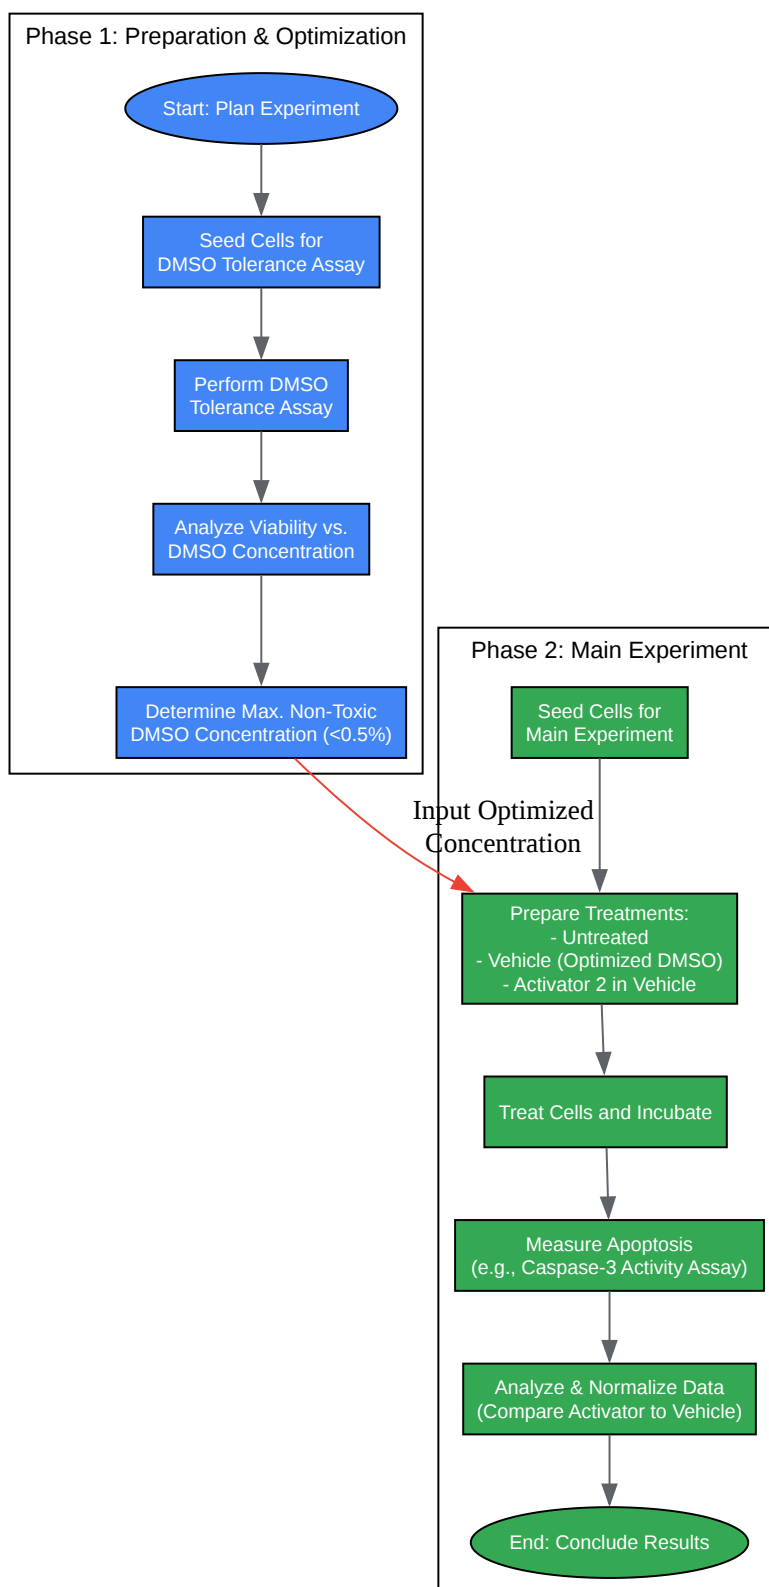 Phase 1: Preparation & Optimization
Start: Plan Experiment
Seed Cells for
DMSO Tolerance Assay
Perform DMSO
Tolerance Assay
Analyze Viability vs.
DMSO Concentration
Determine Max. Non-Toxic
DMSO Concentration (<0.5%)
Input Optimized
Concentration
Phase 2: Main Experiment
Seed Cells for
Main Experiment
Prepare Treatments:
- Untreated
- Vehicle (Optimized DMSO)
- Activator 2 in Vehicle
Treat Cells and Incubate
Measure Apoptosis
(e.g., Caspase-3 Activity Assay)
Analyze & Normalize Data
(Compare Activator to Vehicle)
End: Conclude Results